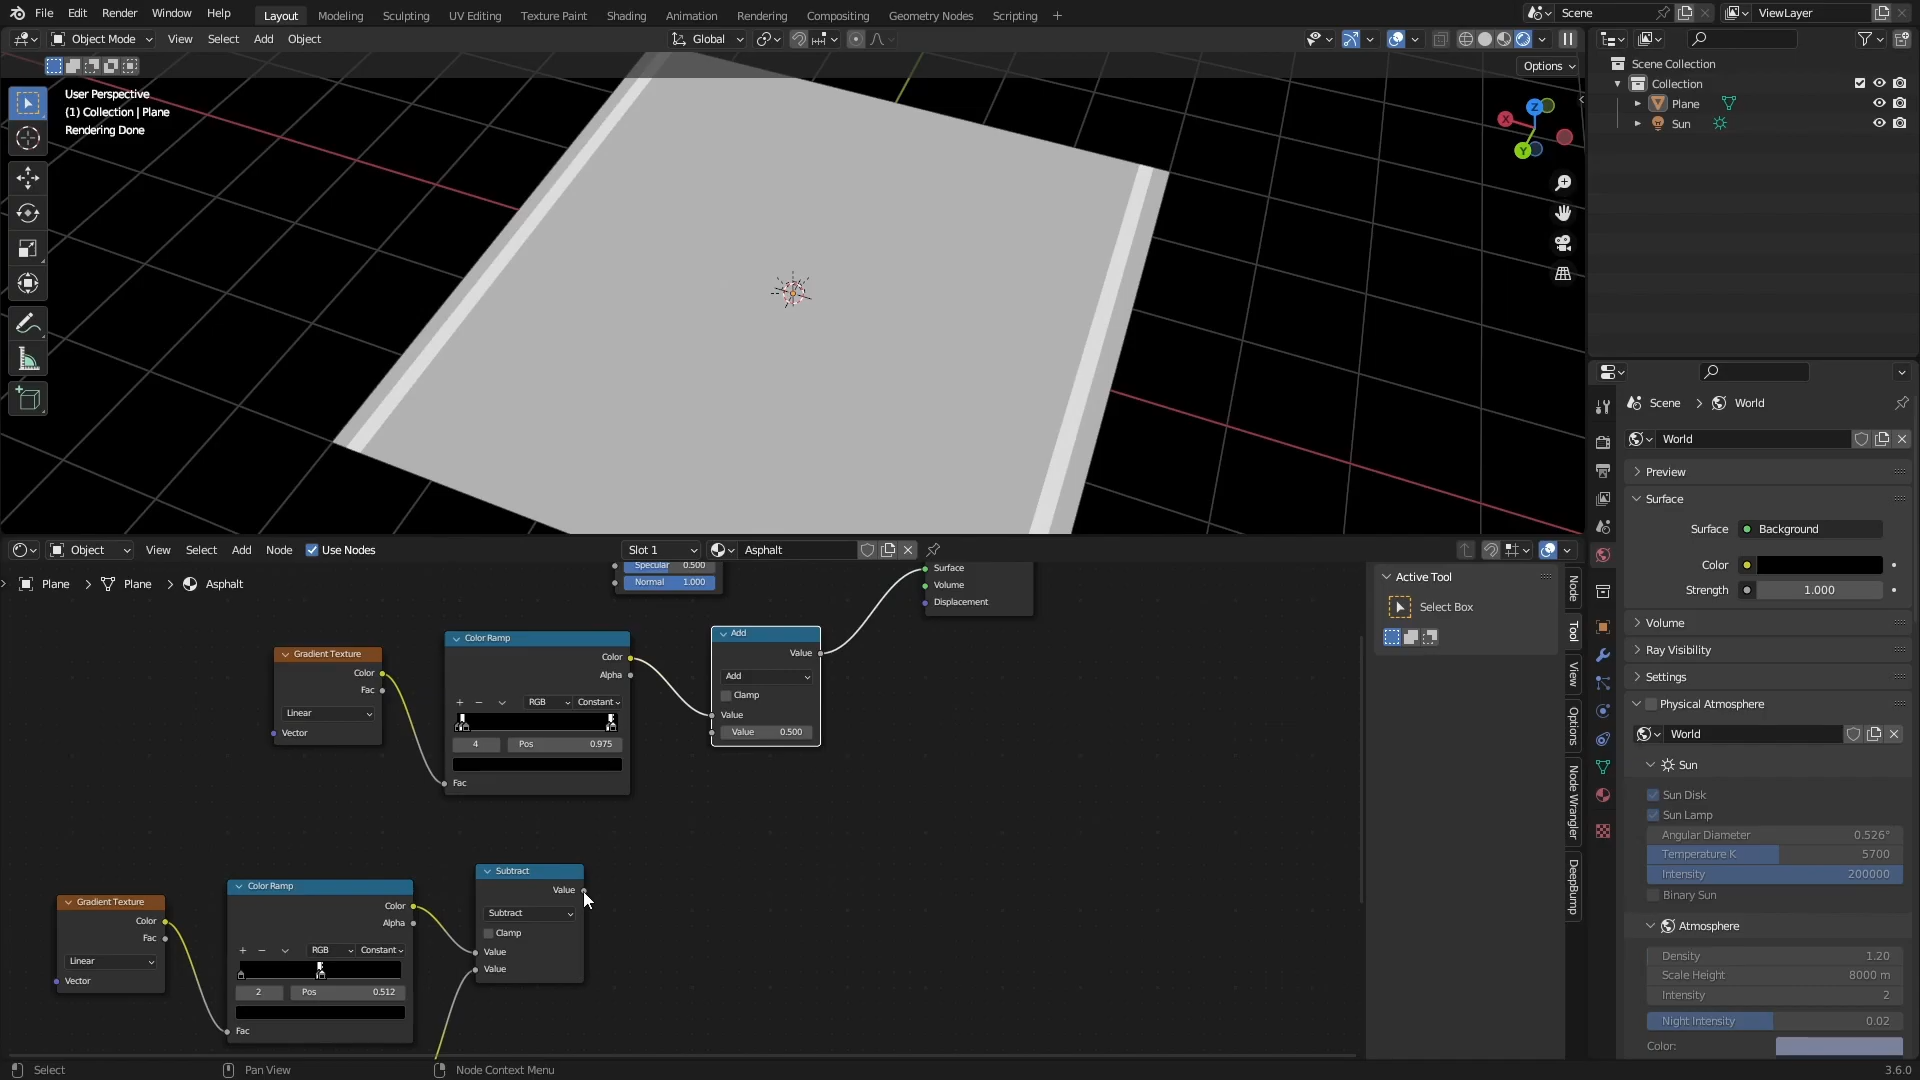 File Edit Render Window Help Layout Modeling Sculpting UV Editing Texture Paint Shading Animation Rendering Compositing Geometry Nodes Scripting + Scene ViewLayer
Object Mode View Select Add Object Global
Options
User Perspective
(1) Collection | Plane
Rendering Done
Z
X
Y
Scene Collection
Collection
Plane
Sun
Scene > World
World
Preview
Surface
Surface Background
Color
Strength 1.000
Volume
Ray Visibility
Settings
Physical Atmosphere
World
Sun
Sun Disk
Sun Lamp
Angular Diameter 0.526°
Temperature K 5700
Intensity 200000
Binary Sun
Atmosphere
Density 1.20
Scale Height 8000 m
Intensity 2
Night Intensity 0.02
Color:
Object View Select Add Node Use Nodes Slot 1 Asphalt
Plane > Plane > Asphalt
Specular 0.500
Normal 1.000
Surface
Volume
Displacement
Gradient Texture
Color
Fac
Linear
Vector
Color Ramp
Color
Alpha
+ − RGB Constant
4 Pos 0.975
Fac
Add
Value
Add
Clamp
Value
Value 0.500
Gradient Texture
Color
Fac
Linear
Vector
Color Ramp
Color
Alpha
+ − RGB Constant
2 Pos 0.512
Fac
Subtract
Value
Subtract
Clamp
Value
Value
Active Tool
Select Box
Node
Tool
View
Options
Node Wrangler
DeepBump
Select Pan View Node Context Menu 3.6.0